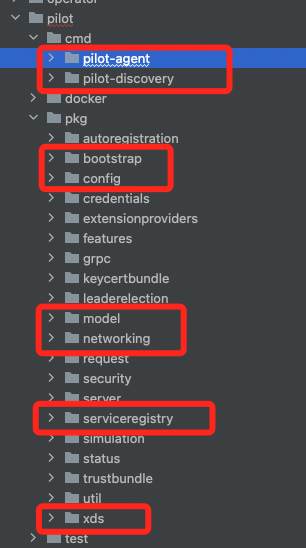 operator
pilot
cmd
pilot-agent
pilot-discovery
docker
pkg
autoregistration
bootstrap
config
credentials
extensionproviders
features
grpc
keycertbundle
leaderelection
model
networking
request
security
server
serviceregistry
simulation
status
trustbundle
util
xds
test